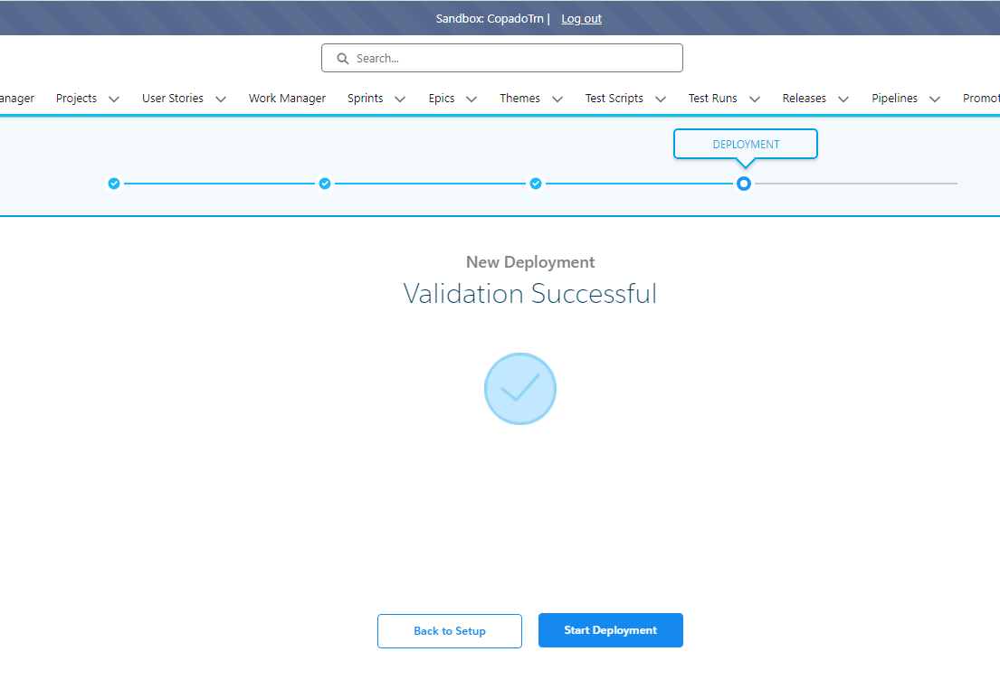 Sandbox: CopadoTrn | Log out
Search...
anager Projects User Stories Work Manager Sprints Epics Themes Test Scripts Test Runs Releases Pipelines Promot
DEPLOYMENT
New Deployment
Validation Successful
Back to Setup Start Deployment